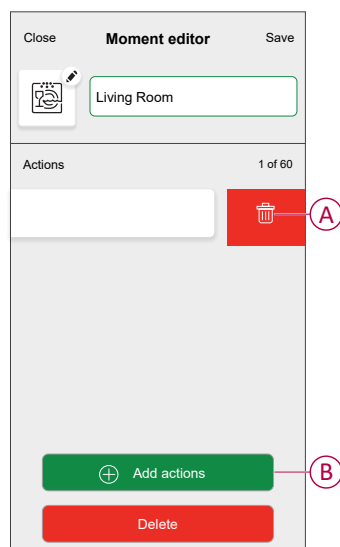 Close Moment editor Save
Living Room
Actions 1 of 60
A
Add actions B
Delete